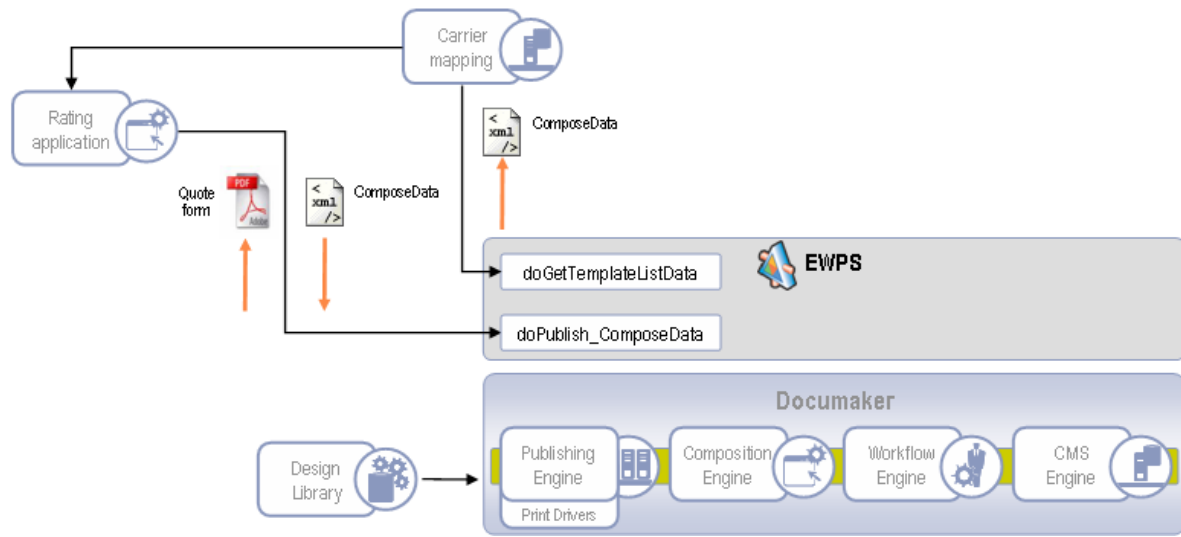 Carrier
mapping
Rating
application
<
xml
/>
ComposeData
Quote
form
PDF
Adobe
<
xml
/>
ComposeData
EWPS
doGetTemplateListData
doPublish_ComposeData
Documaker
Design
Library
Publishing
Engine
Print Drivers
Composition
Engine
Workflow
Engine
CMS
Engine